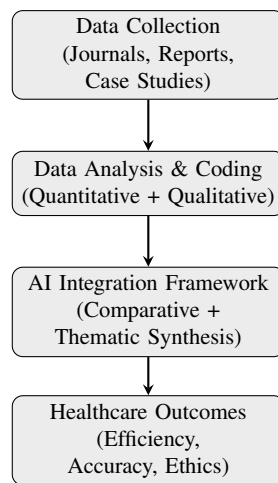 Data Collection
(Journals, Reports,
Case Studies)
Data Analysis & Coding
(Quantitative + Qualitative)
AI Integration Framework
(Comparative +
Thematic Synthesis)
Healthcare Outcomes
(Efficiency,
Accuracy, Ethics)